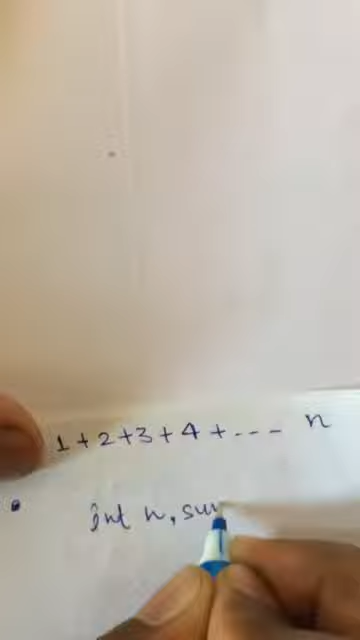 1+2+3+4+--- n
int n, su